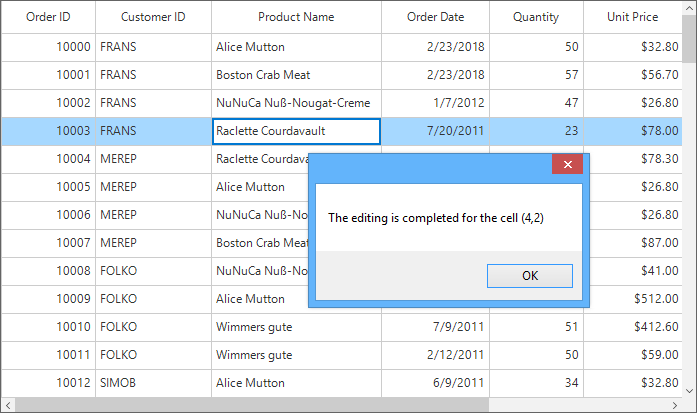 Order ID Customer ID Product Name Order Date Quantity Unit Price
10000 FRANS Alice Mutton 2/23/2018 50 $32.80
10001 FRANS Boston Crab Meat 2/23/2018 57 $56.70
10002 FRANS NuNuCa Nuß-Nougat-Creme 1/7/2012 47 $26.80
10003 FRANS Raclette Courdavault 7/20/2011 23 $78.00
10004 MEREP Raclette Courdava $78.30
10005 MEREP Alice Mutton $26.80
10006 MEREP NuNuCa Nuß-No $26.80
10007 MEREP Boston Crab Meat $87.00
10008 FOLKO NuNuCa Nuß-No $41.00
10009 FOLKO Alice Mutton $512.00
10010 FOLKO Wimmers gute 7/9/2011 51 $412.60
10011 FOLKO Wimmers gute 2/12/2011 50 $59.00
10012 SIMOB Alice Mutton 6/9/2011 34 $32.80
The editing is completed for the cell (4,2)
OK